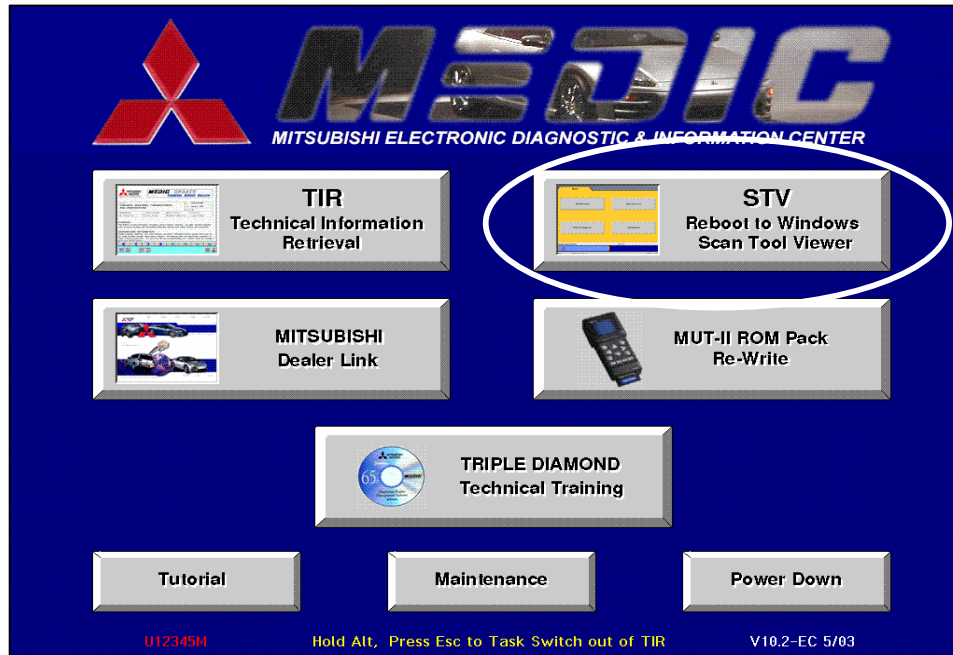 MEDIC
MITSUBISHI ELECTRONIC DIAGNOSTIC & INFORMATION CENTER
TIR
Technical Information
Retrieval
STV
Reboot to Windows
Scan Tool Viewer
MITSUBISHI
Dealer Link
MUT-II ROM Pack
Re-Write
65
MEDIC
TRIPLE DIAMOND
Technical Training
Tutorial
Maintenance
Power Down
U12345M
Hold Alt, Press Esc to Task Switch out of TIR
V10.2-EC 5/03